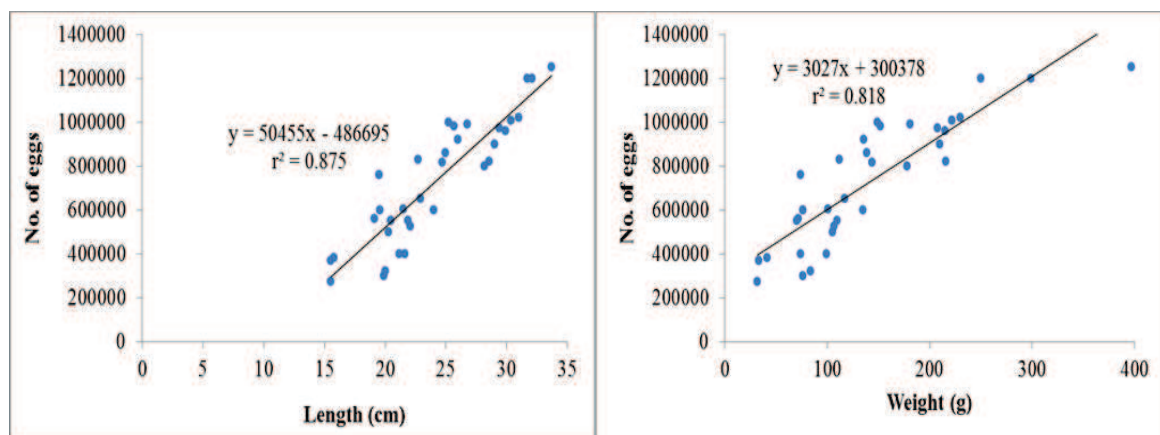 No. of eggs
1400000
1200000
1000000
800000
600000
400000
200000
0
y = 50455x - 486695
r² = 0.875
0 5 10 15 20 25 30 35
Length (cm)
No. of eggs
1400000
1200000
1000000
800000
600000
400000
200000
0
y = 3027x + 300378
r² = 0.818
0 100 200 300 400
Weight (g)